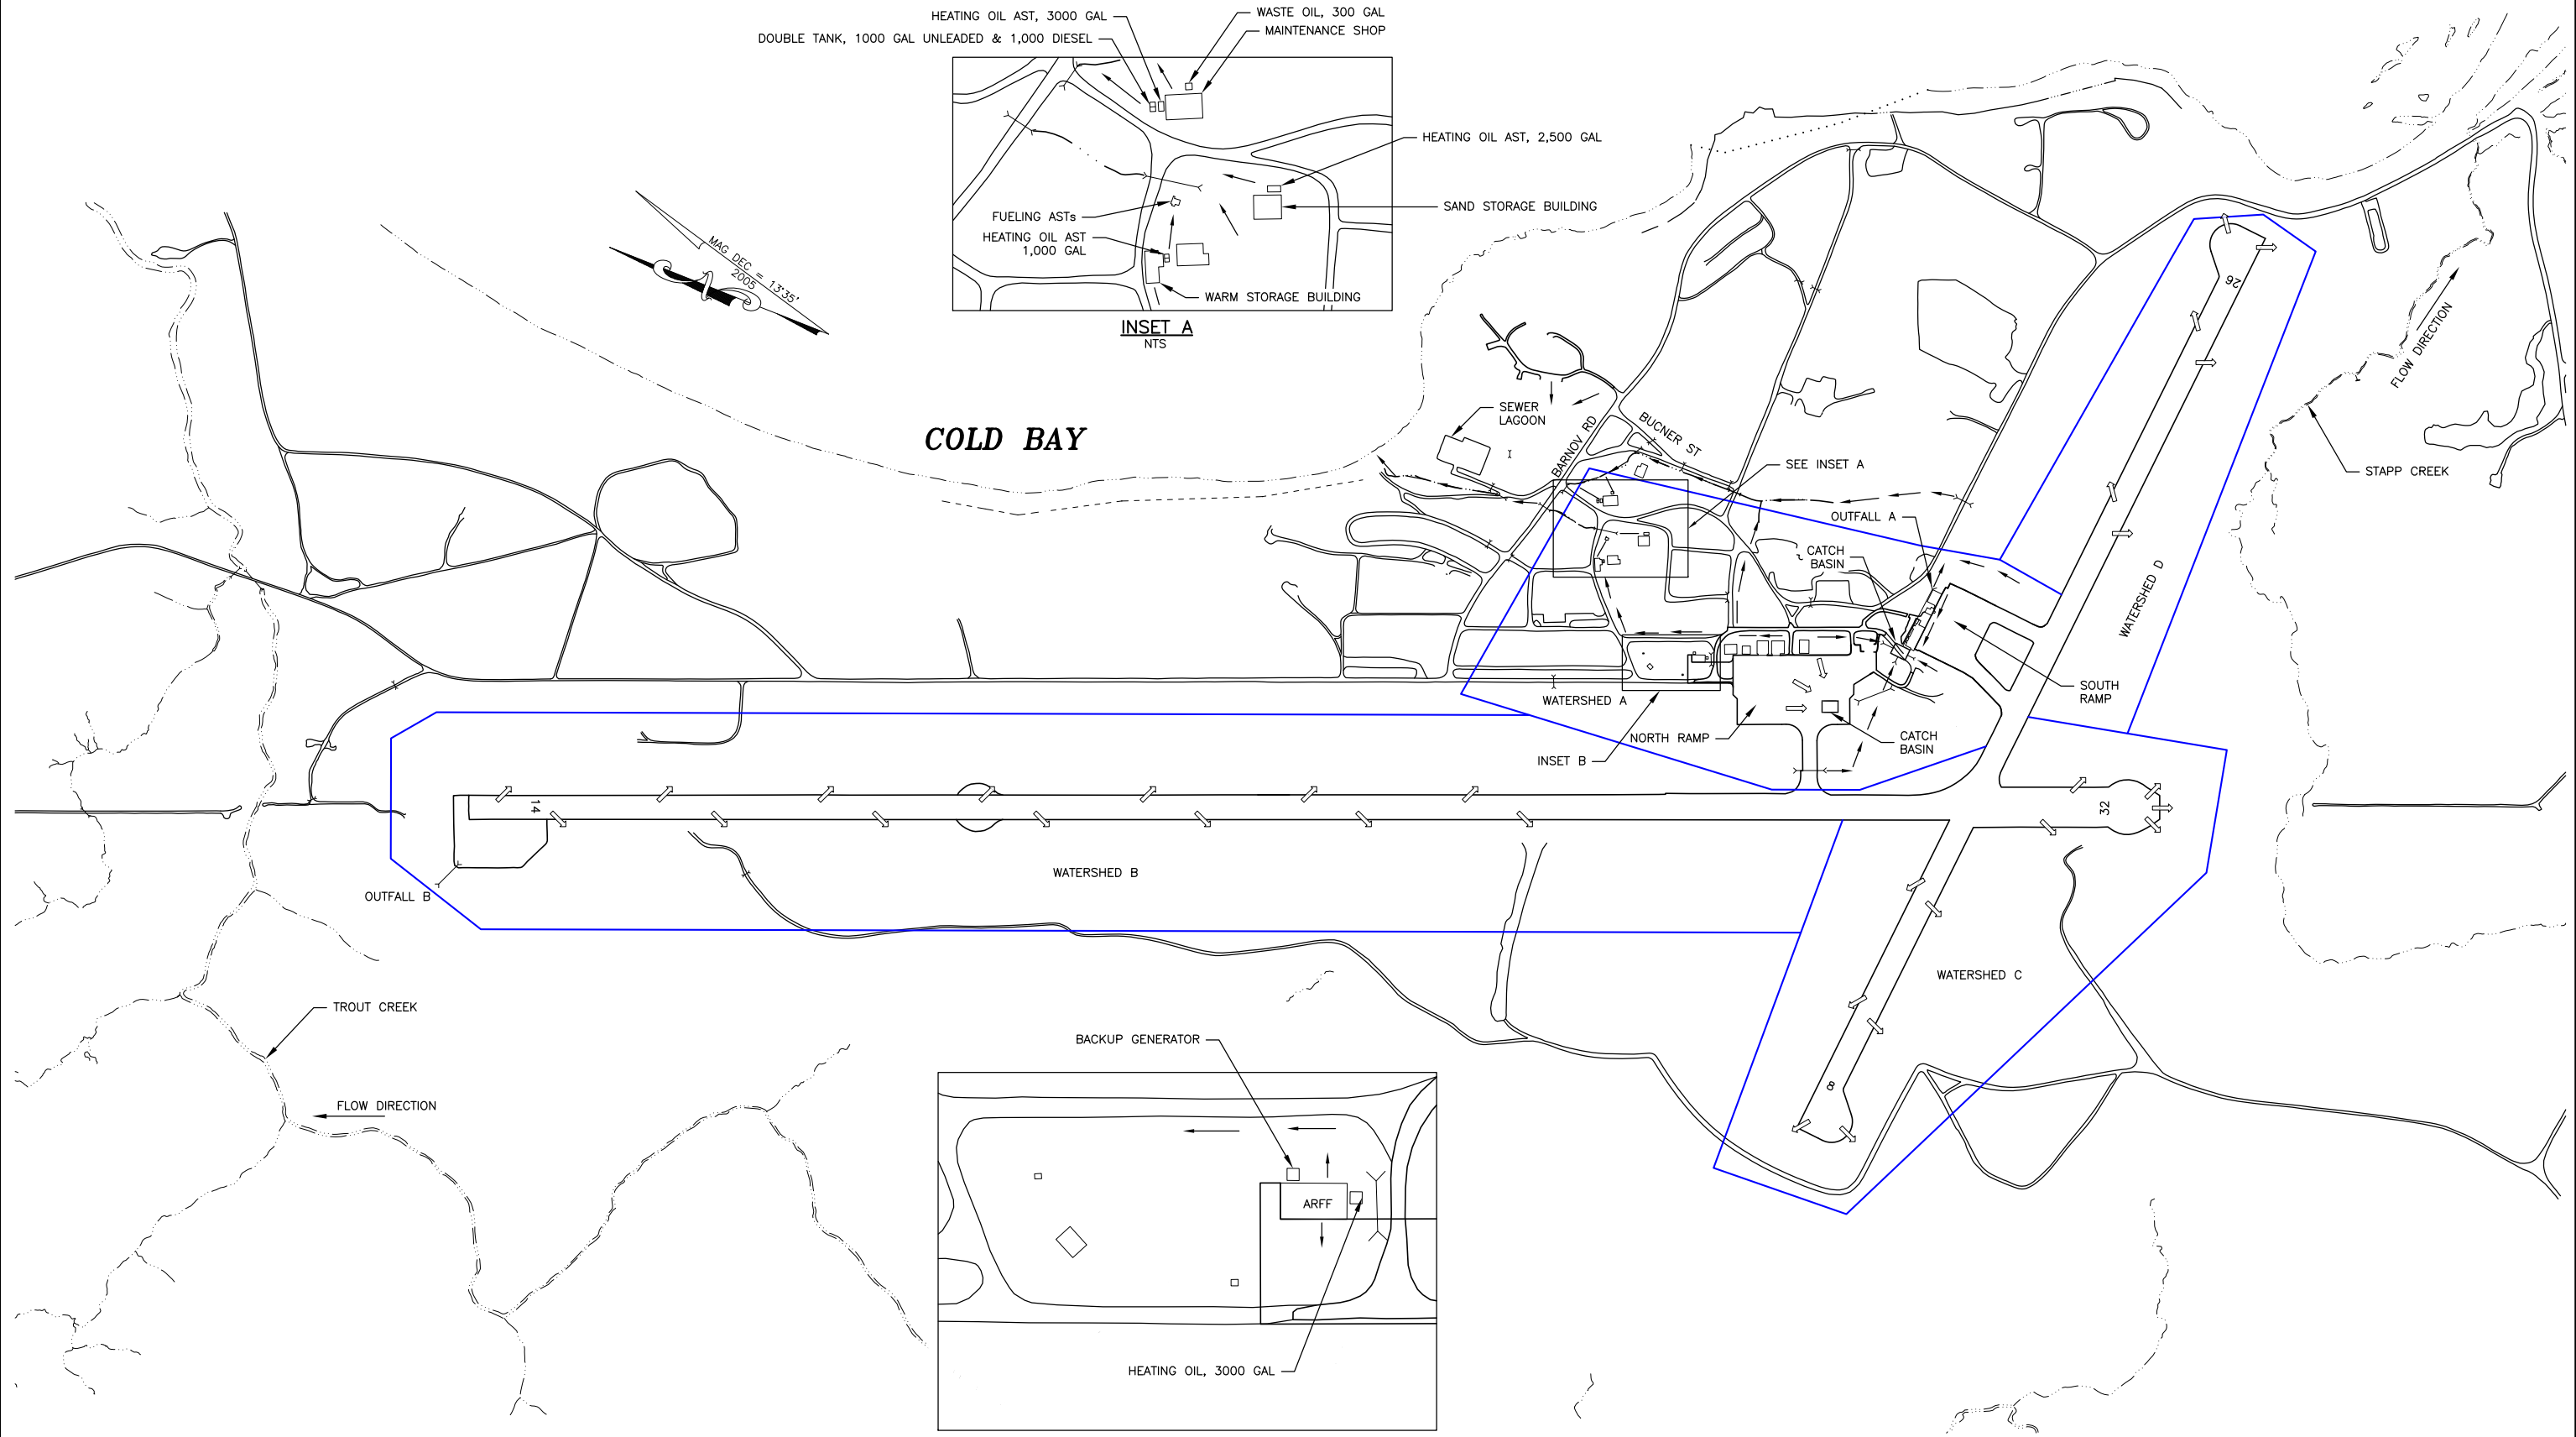 HEATING OIL AST, 3000 GAL
DOUBLE TANK, 1000 GAL UNLEADED & 1,000 DIESEL
WASTE OIL, 300 GAL
MAINTENANCE SHOP
HEATING OIL AST, 2,500 GAL
SAND STORAGE BUILDING
FUELING ASTs
HEATING OIL AST
1,000 GAL
WARM STORAGE BUILDING
INSET A
NTS
MAG DEC = 13°35'
2005
COLD BAY
SEWER
LAGOON
BARNOV RD
BUCNER ST
SEE INSET A
OUTFALL A
CATCH
BASIN
26
FLOW DIRECTION
STAPP CREEK
WATERSHED D
SOUTH
RAMP
WATERSHED A
NORTH RAMP
CATCH
BASIN
INSET B
14
32
OUTFALL B
WATERSHED B
WATERSHED C
8
TROUT CREEK
FLOW DIRECTION
BACKUP GENERATOR
ARFF
HEATING OIL, 3000 GAL